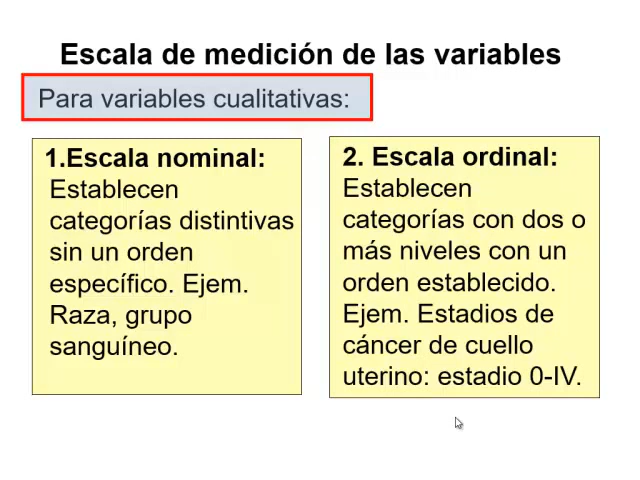 Escala de medición de las variables
Para variables cualitativas:
1.Escala nominal:
Establecen
categorías distintivas
sin un orden
específico. Ejem.
Raza, grupo
sanguíneo.
2. Escala ordinal:
Establecen
categorías con dos o
más niveles con un
orden establecido.
Ejem. Estadios de
cáncer de cuello
uterino: estadio 0-IV.